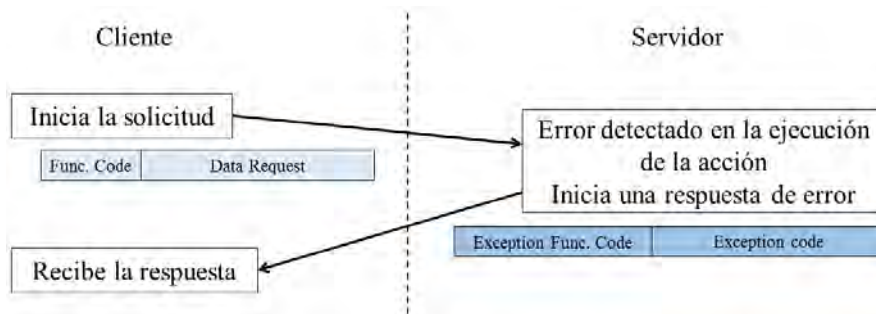 Cliente
Servidor
Inicia la solicitud
Func. Code
Data Request
Error detectado en la ejecución
de la acción
Inicia una respuesta de error
Exception Func. Code
Exception code
Recibe la respuesta